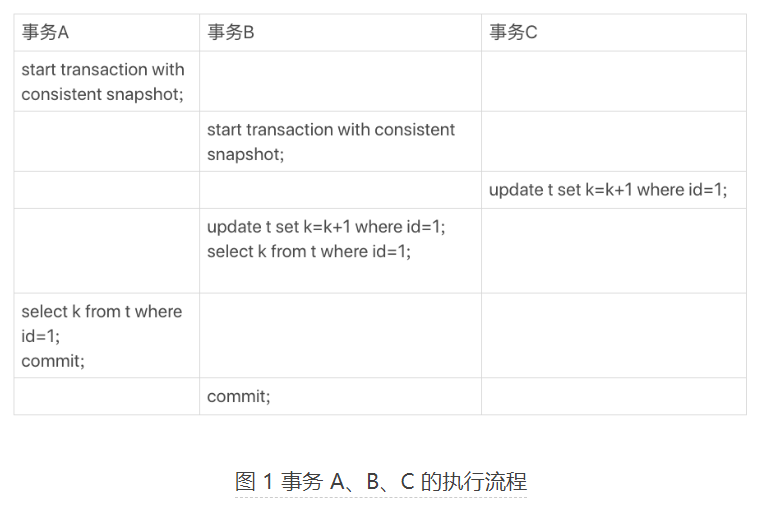 事务A
事务B
事务C
start transaction with
consistent snapshot;
start transaction with consistent
snapshot;
update t set k=k+1 where id=1;
update t set k=k+1 where id=1;
select k from t where id=1;
select k from t where
id=1;
commit;
commit;
图 1 事务 A、B、C 的执行流程